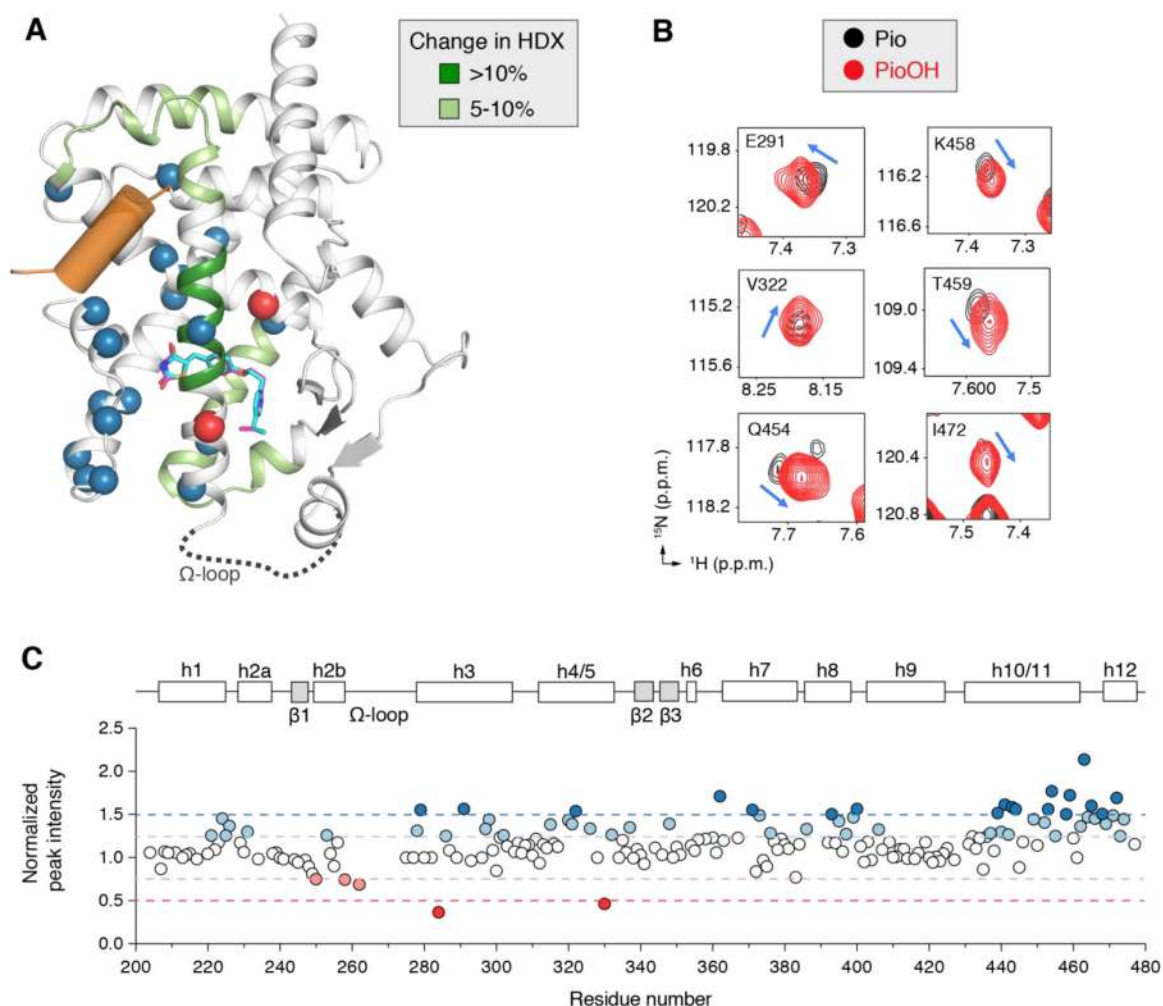 A
Change in HDX
>10%
5-10%
Ω-loop
B
Pio
PioOH
E291
119.8
120.2
7.4 7.3
K458
116.2
116.6
7.4 7.3
V322
115.2
115.6
8.25 8.15
T459
109.0
109.4
7.600 7.5
Q454
117.8
118.2
7.7 7.6
I472
120.4
120.8
7.5 7.4
¹⁵N (p.p.m.)
¹H (p.p.m.)
C
h1 h2a h2b h3 h4/5 h6 h7 h8 h9 h10/11 h12
β1 Ω-loop β2 β3
Normalized
peak intensity
2.5
2.0
1.5
1.0
0.5
0.0
200 220 240 260 280 300 320 340 360 380 400 420 440 460 480
Residue number